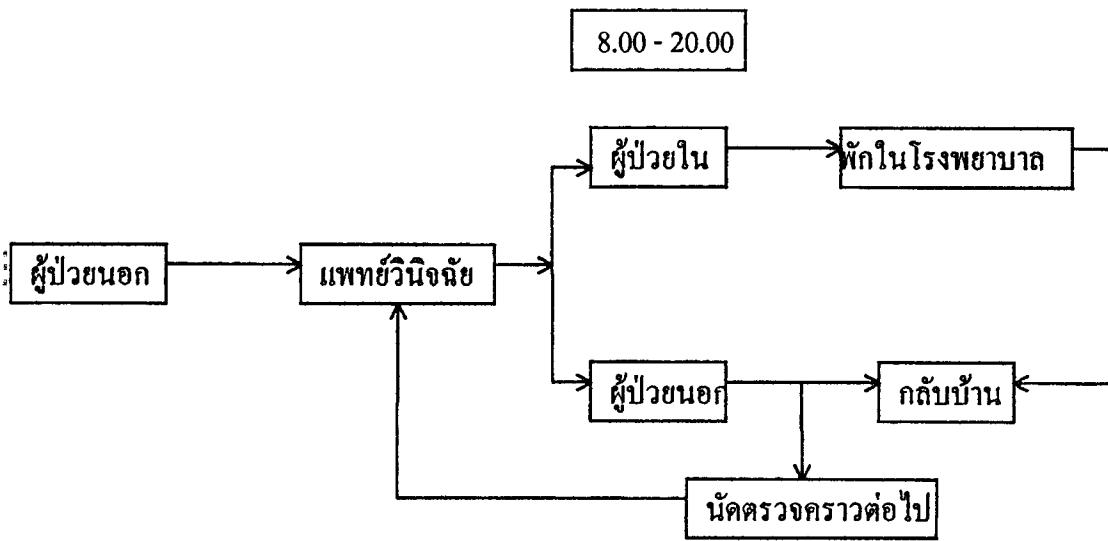 8.00 - 20.00
ผู้ป่วยใน
พักในโรงพยาบาล
ผู้ป่วยนอก
แพทย์วินิจฉัย
ผู้ป่วยนอก
กลับบ้าน
นัดตรวจคราวต่อไป